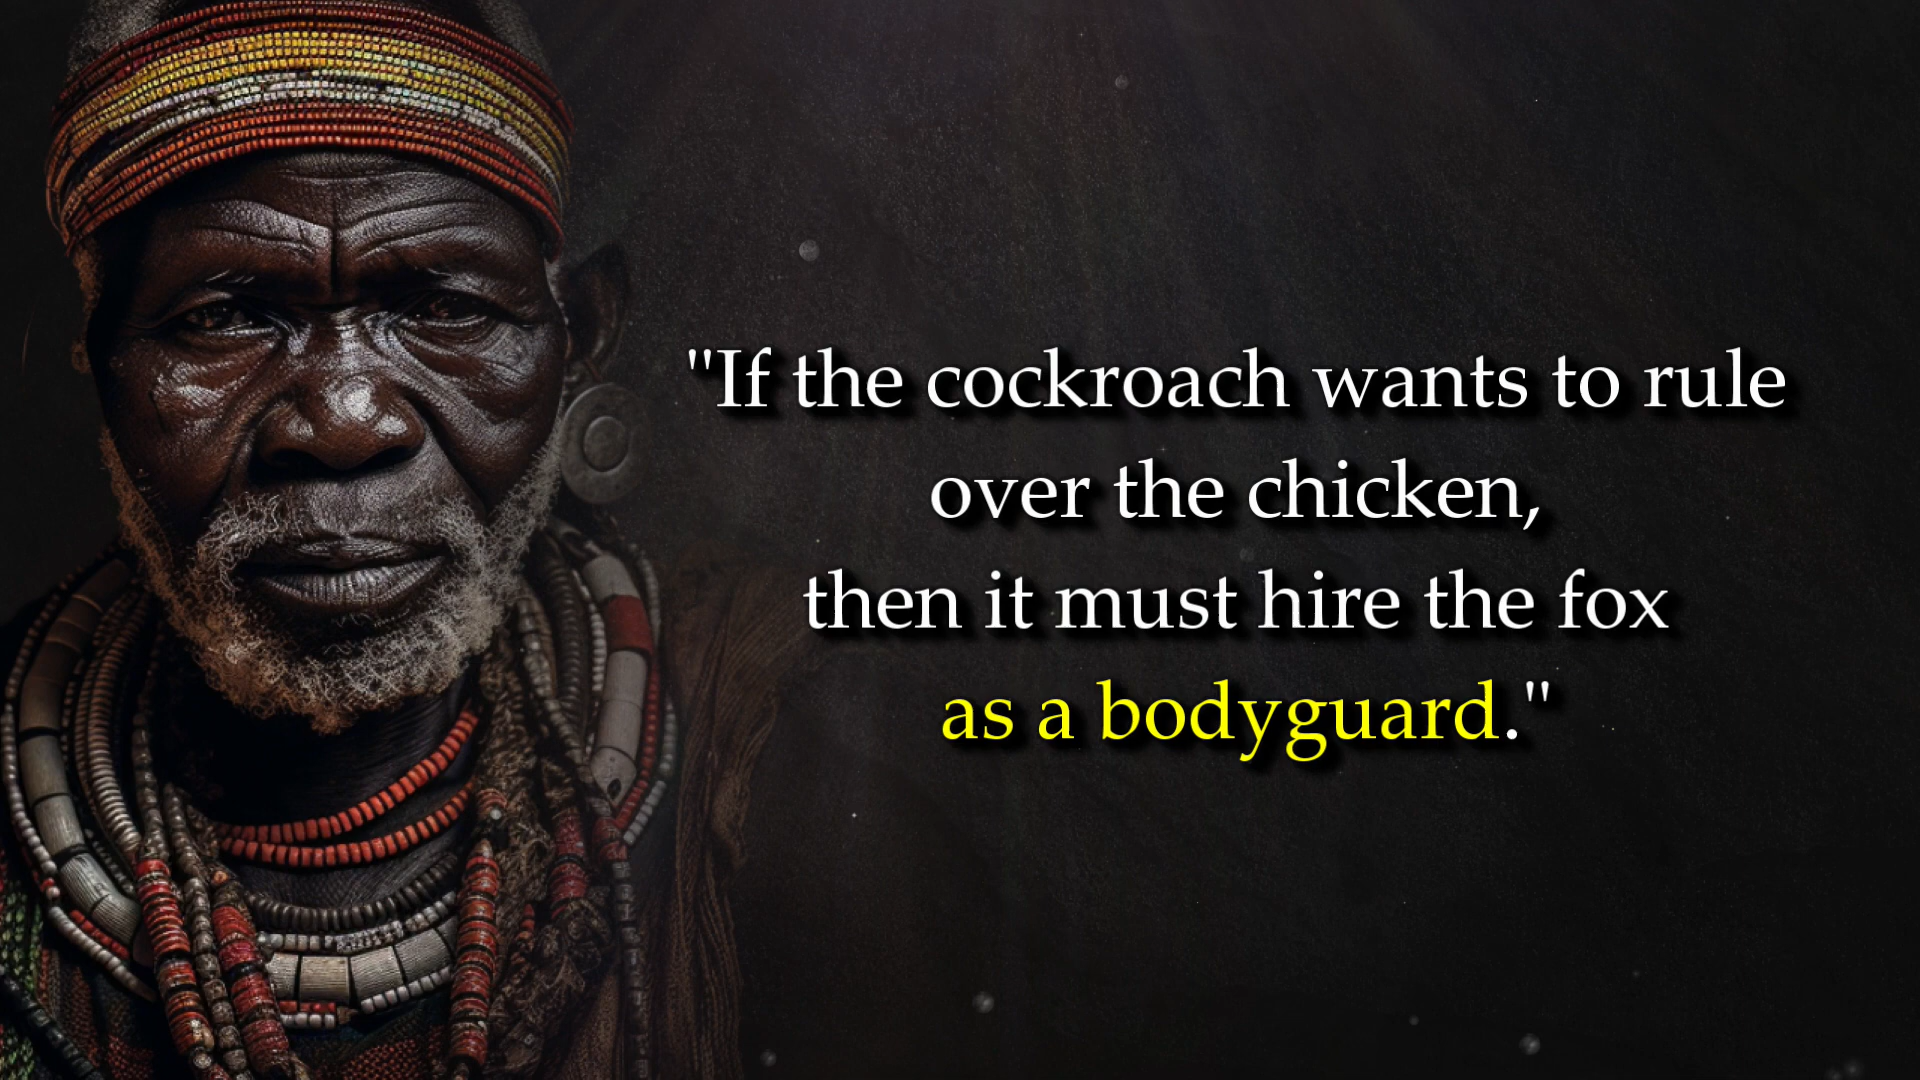 "If the cockroach wants to rule
over the chicken,
then it must hire the fox
as a bodyguard."